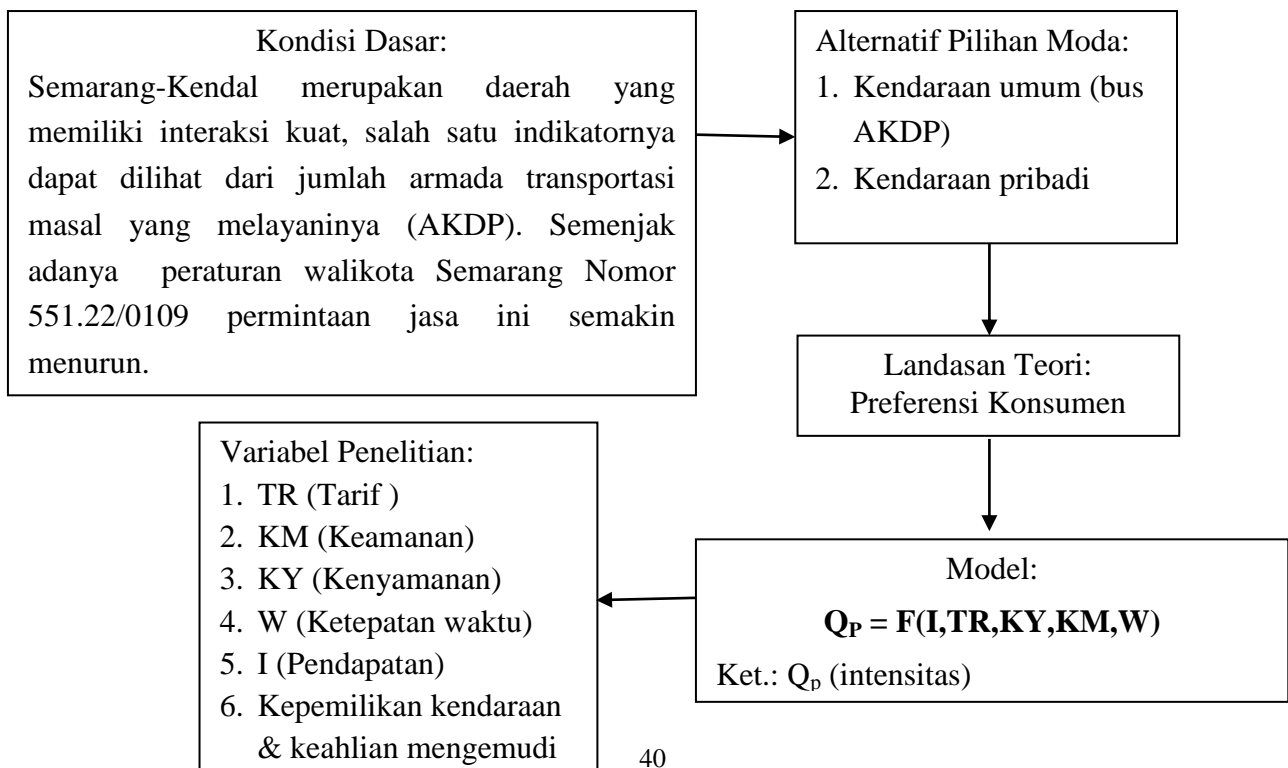 Kondisi Dasar:
Semarang-Kendal merupakan daerah yang
memiliki interaksi kuat, salah satu indikatornya
dapat dilihat dari jumlah armada transportasi
masal yang melayaninya (AKDP). Semenjak
adanya peraturan walikota Semarang Nomor
551.22/0109 permintaan jasa ini semakin
menurun.
Alternatif Pilihan Moda:
1. Kendaraan umum (bus
AKDP)
2. Kendaraan pribadi
Landasan Teori:
Preferensi Konsumen
Model:
Q_P = F(I,TR,KY,KM,W)
Ket.: Q_p (intensitas)
Variabel Penelitian:
1. TR (Tarif )
2. KM (Keamanan)
3. KY (Kenyamanan)
4. W (Ketepatan waktu)
5. I (Pendapatan)
6. Kepemilikan kendaraan
& keahlian mengemudi
40